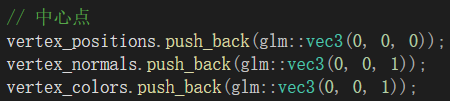 // 中心点
vertex_positions.push_back(glm::vec3(0, 0, 0));
vertex_normals.push_back(glm::vec3(0, 0, 1));
vertex_colors.push_back(glm::vec3(0, 0, 1));